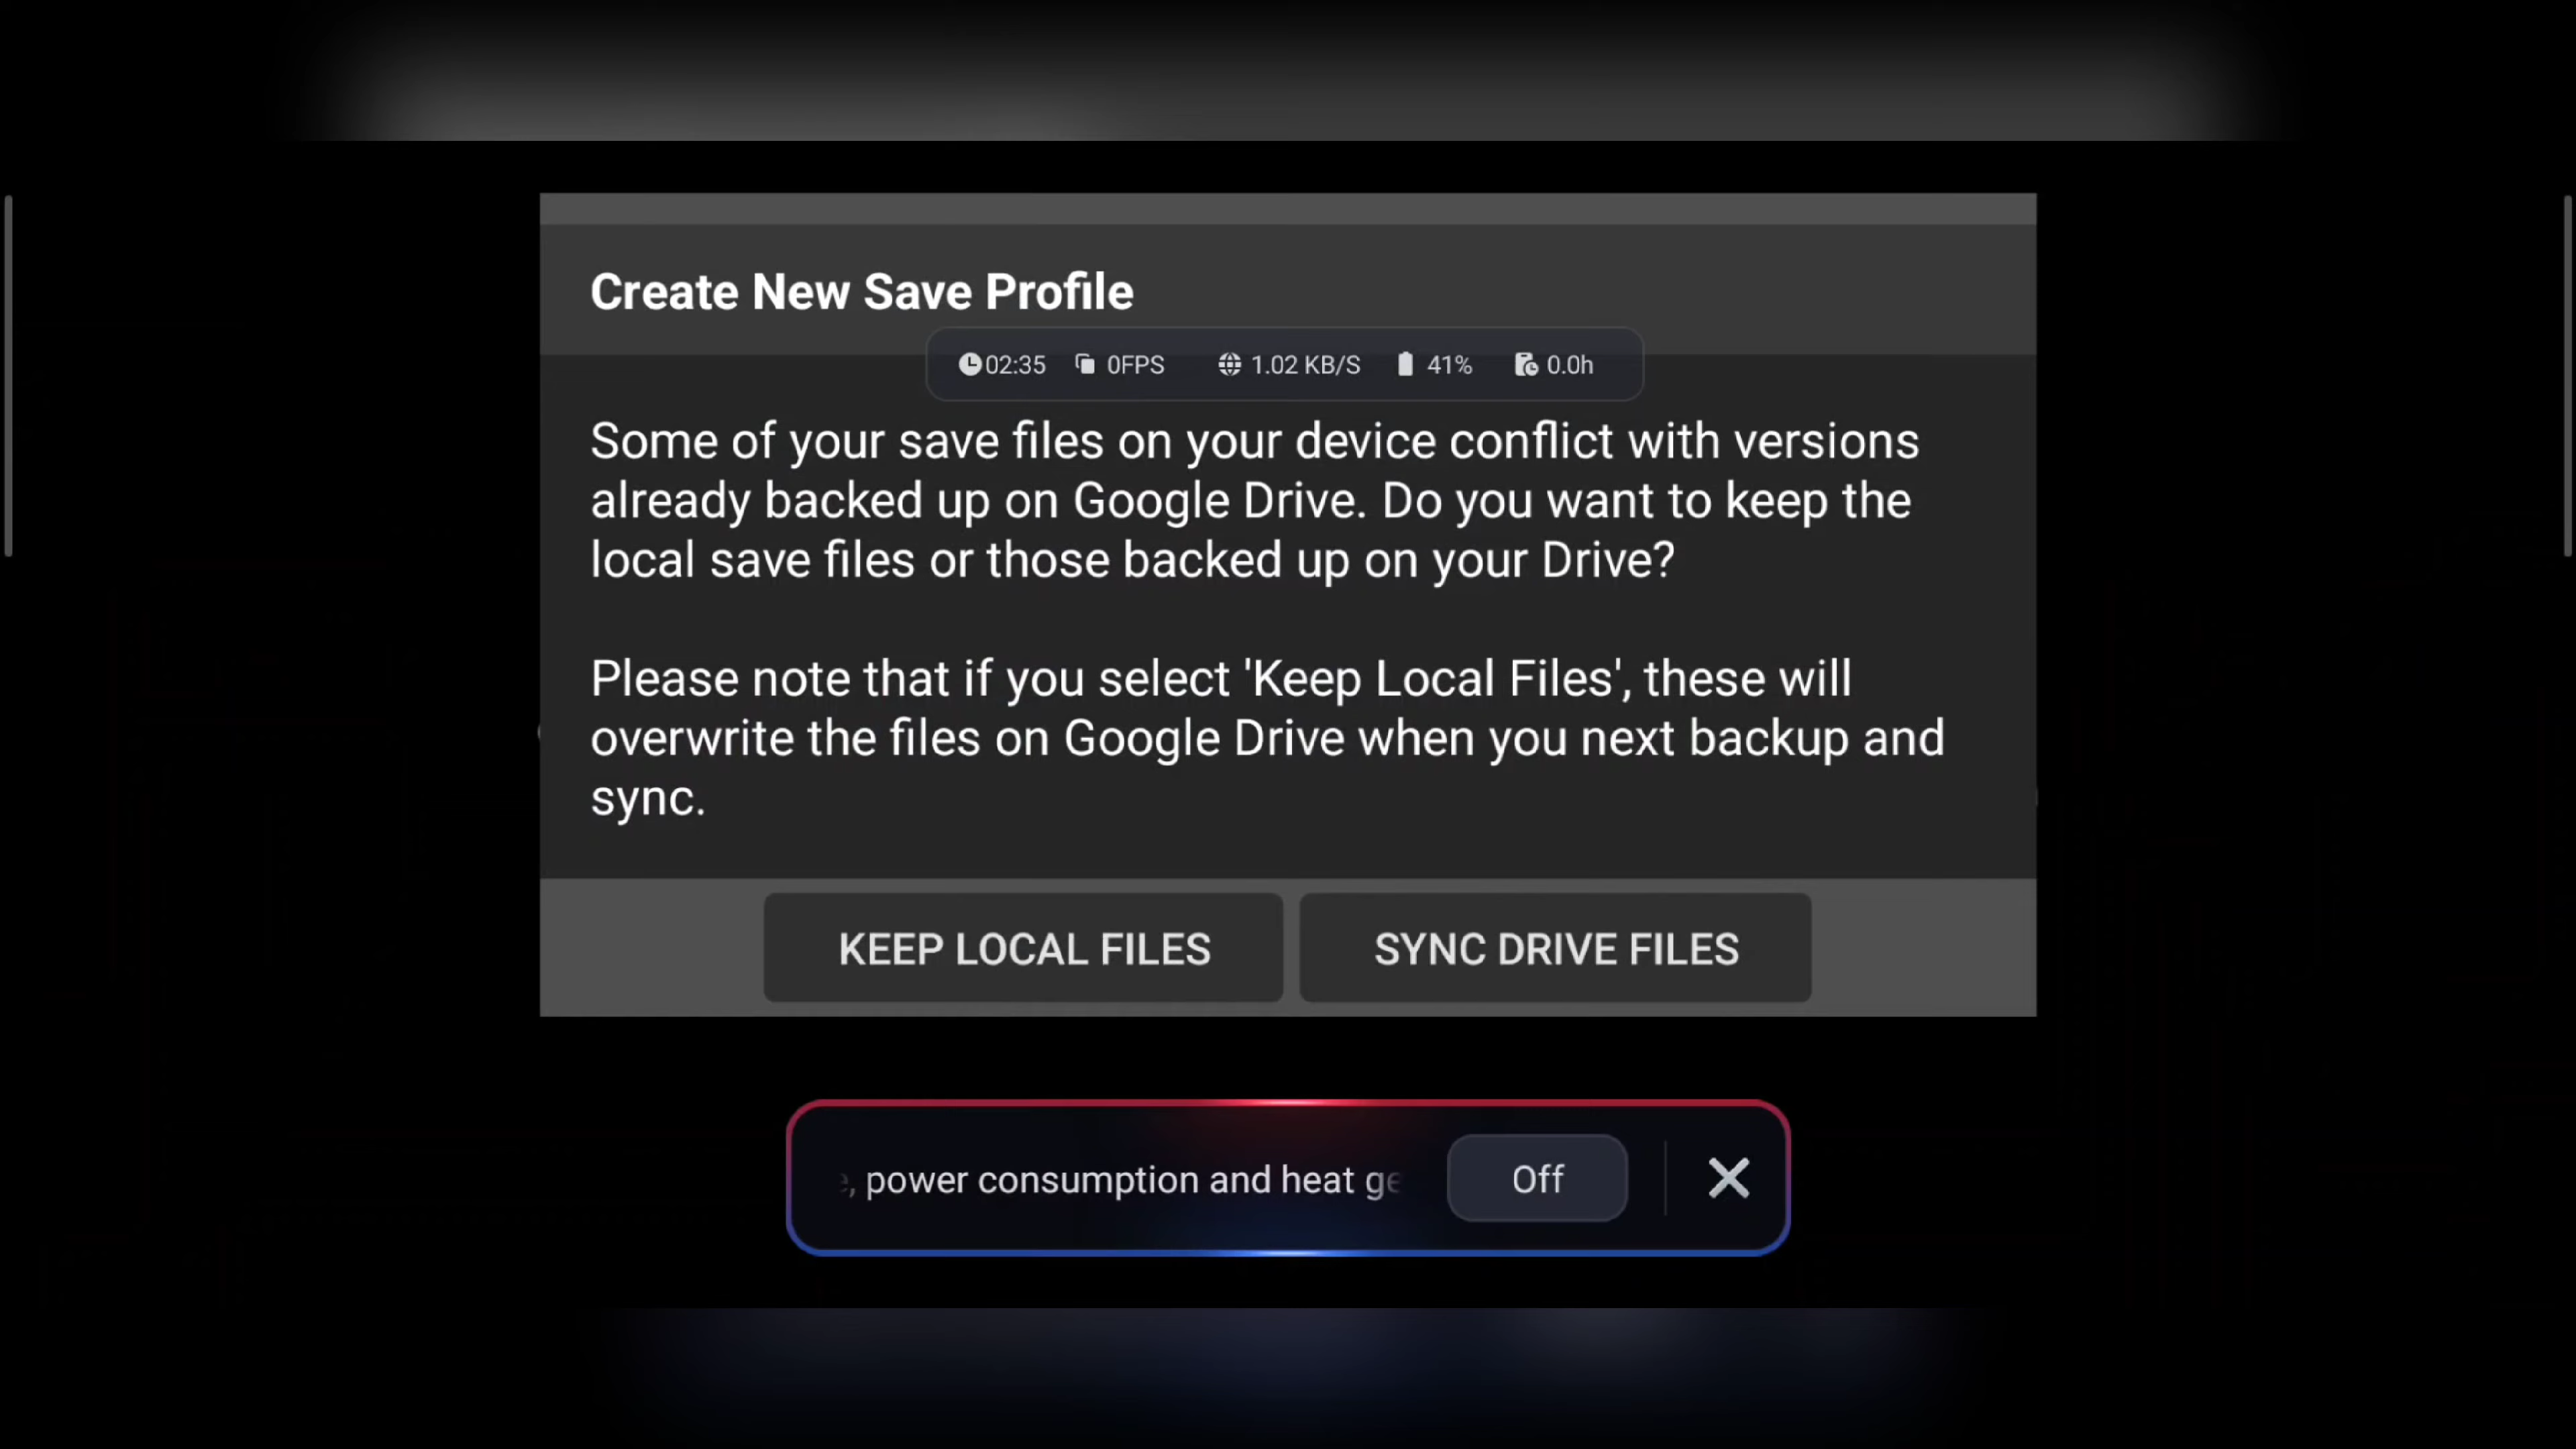 Create New Save Profile
02:35 0FPS 1.02 KB/S 41% 0.0h
Some of your save files on your device conflict with versions
already backed up on Google Drive. Do you want to keep the
local save files or those backed up on your Drive?
Please note that if you select 'Keep Local Files', these will
overwrite the files on Google Drive when you next backup and
sync.
KEEP LOCAL FILES SYNC DRIVE FILES
, power consumption and heat Off